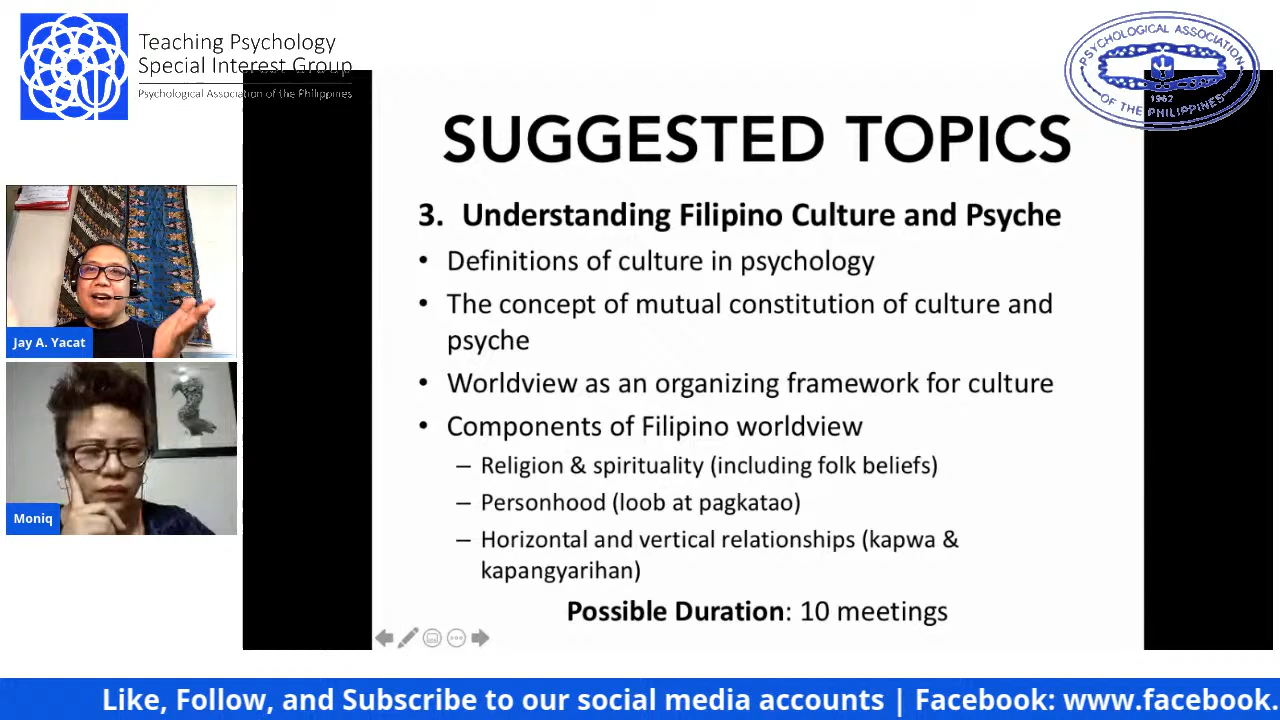 Teaching Psychology
Special Interest Group
Psychological Association of the Philippines
PSYCHOLOGICAL ASSOCIATION
1962
OF THE PHILIPPINES
SUGGESTED TOPICS
3. Understanding Filipino Culture and Psyche
• Definitions of culture in psychology
• The concept of mutual constitution of culture and
psyche
• Worldview as an organizing framework for culture
• Components of Filipino worldview
– Religion & spirituality (including folk beliefs)
– Personhood (loob at pagkatao)
– Horizontal and vertical relationships (kapwa &
kapangyarihan)
Possible Duration: 10 meetings
Jay A. Yacat
Moniq
Like, Follow, and Subscribe to our social media accounts | Facebook: www.facebook.